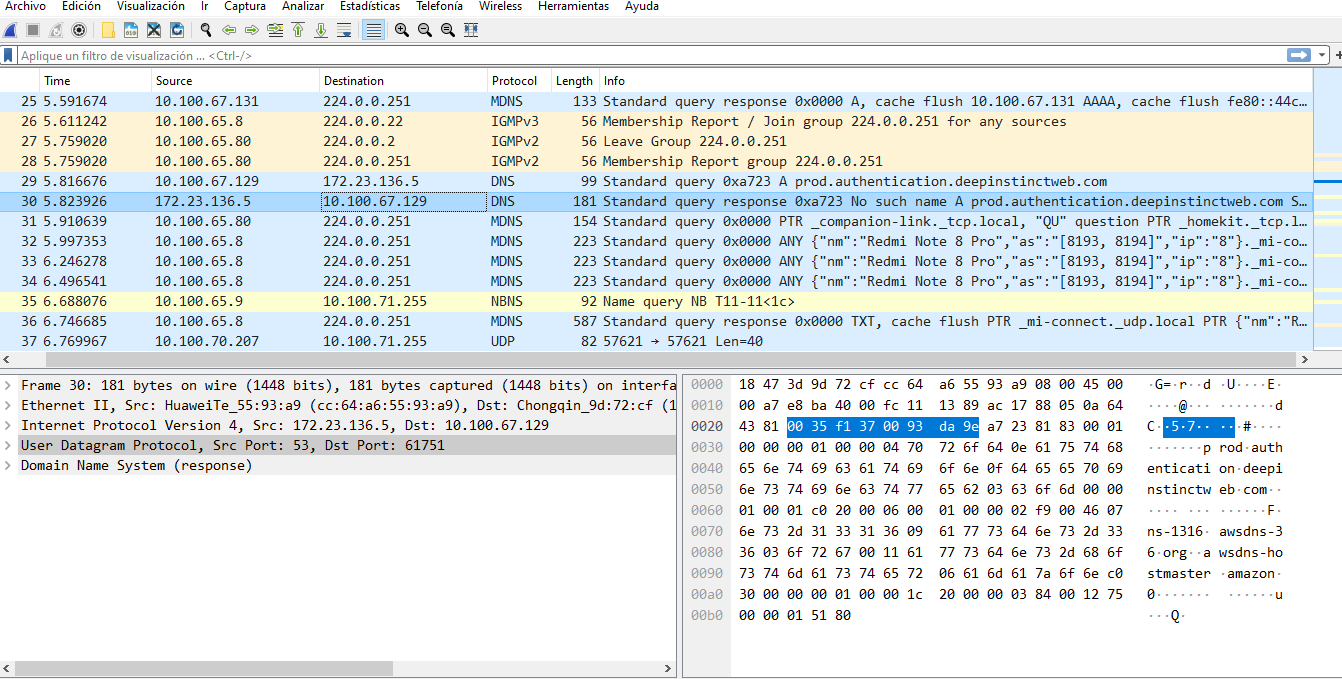 Archivo Edición Visualización Ir Captura Analizar Estadísticas Telefonía Wireless Herramientas Ayuda
Aplique un filtro de visualización ... <Ctrl-/>
Time Source Destination Protocol Length Info
25 5.591674 10.100.67.131 224.0.0.251 MDNS 133 Standard query response 0x0000 A, cache flush 10.100.67.131 AAAA, cache flush fe80::44c…
26 5.611242 10.100.65.8 224.0.0.22 IGMPv3 56 Membership Report / Join group 224.0.0.251 for any sources
27 5.759020 10.100.65.80 224.0.0.2 IGMPv2 56 Leave Group 224.0.0.251
28 5.759020 10.100.65.80 224.0.0.251 IGMPv2 56 Membership Report group 224.0.0.251
29 5.816676 10.100.67.129 172.23.136.5 DNS 99 Standard query 0xa723 A prod.authentication.deepinstinctweb.com
30 5.823926 172.23.136.5 10.100.67.129 DNS 181 Standard query response 0xa723 No such name A prod.authentication.deepinstinctweb.com S…
31 5.910639 10.100.65.80 224.0.0.251 MDNS 154 Standard query 0x0000 PTR _companion-link._tcp.local, "QU" question PTR _homekit._tcp.l…
32 5.997353 10.100.65.8 224.0.0.251 MDNS 223 Standard query 0x0000 ANY {"nm":"Redmi Note 8 Pro","as":"[8193, 8194]","ip":"8"}._mi-co…
33 6.246278 10.100.65.8 224.0.0.251 MDNS 223 Standard query 0x0000 ANY {"nm":"Redmi Note 8 Pro","as":"[8193, 8194]","ip":"8"}._mi-co…
34 6.496541 10.100.65.8 224.0.0.251 MDNS 223 Standard query 0x0000 ANY {"nm":"Redmi Note 8 Pro","as":"[8193, 8194]","ip":"8"}._mi-co…
35 6.688076 10.100.65.9 10.100.71.255 NBNS 92 Name query NB T11-11<1c>
36 6.746685 10.100.65.8 224.0.0.251 MDNS 587 Standard query response 0x0000 TXT, cache flush PTR _mi-connect._udp.local PTR {"nm":"R…
37 6.769967 10.100.70.207 10.100.71.255 UDP 82 57621 → 57621 Len=40
Frame 30: 181 bytes on wire (1448 bits), 181 bytes captured (1448 bits) on interfa
Ethernet II, Src: HuaweiTe_55:93:a9 (cc:64:a6:55:93:a9), Dst: Chongqin_9d:72:cf (1
Internet Protocol Version 4, Src: 172.23.136.5, Dst: 10.100.67.129
User Datagram Protocol, Src Port: 53, Dst Port: 61751
Domain Name System (response)
0000 18 47 3d 9d 72 cf cc 64 a6 55 93 a9 08 00 45 00 ·G=·r··d ·U····E·
0010 00 a7 e8 ba 40 00 fc 11 13 89 ac 17 88 05 0a 64 ····@··· ·······d
0020 43 81 00 35 f1 37 00 93 da 9e a7 23 81 83 00 01 C··5·7·· ···#····
0030 00 00 00 01 00 00 04 70 72 6f 64 0e 61 75 74 68 ·······p rod·auth
0040 65 6e 74 69 63 61 74 69 6f 6e 0f 64 65 65 70 69 enticati on·deepi
0050 6e 73 74 69 6e 63 74 77 65 62 03 63 6f 6d 00 00 nstinctw eb·com··
0060 01 00 01 c0 20 00 06 00 01 00 00 02 f9 00 46 07 ···· ··· ······F·
0070 6e 73 2d 31 33 31 36 09 61 77 73 64 6e 73 2d 33 ns-1316· awsdns-3
0080 36 03 6f 72 67 00 11 61 77 73 64 6e 73 2d 68 6f 6·org··a wsdns-ho
0090 73 74 6d 61 73 74 65 72 06 61 6d 61 7a 6f 6e c0 stmaster ·amazon·
00a0 30 00 00 00 01 00 00 1c 20 00 00 03 84 00 12 75 0·······  ······u
00b0 00 00 01 51 80 ···Q·